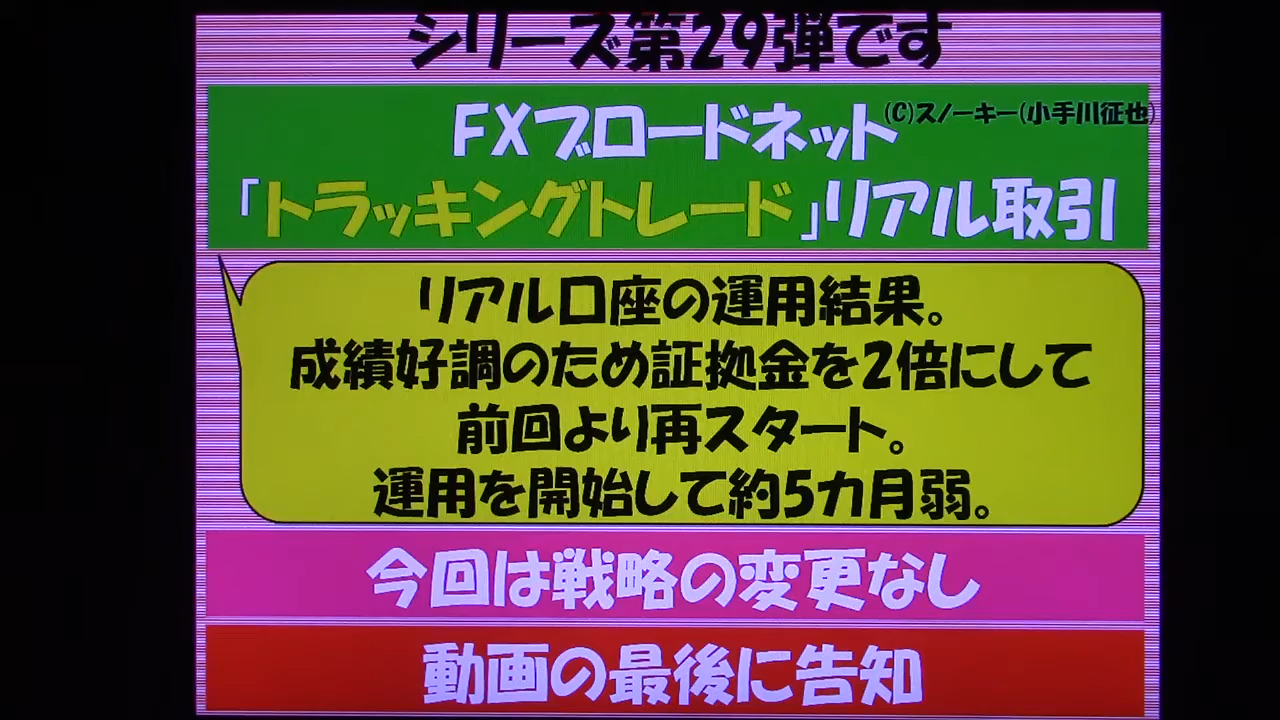 シリーズ第29弾です
(C)スノーキー(小手川征也)
FXブロードネット
「トラッキングトレード」リアル取引
リアル口座の運用結果。
成績好調のため証拠金を2倍にして
前回より再スタート。
運用を開始して約5カ月弱。
今回は戦略の変更なし
動画の最後に告知